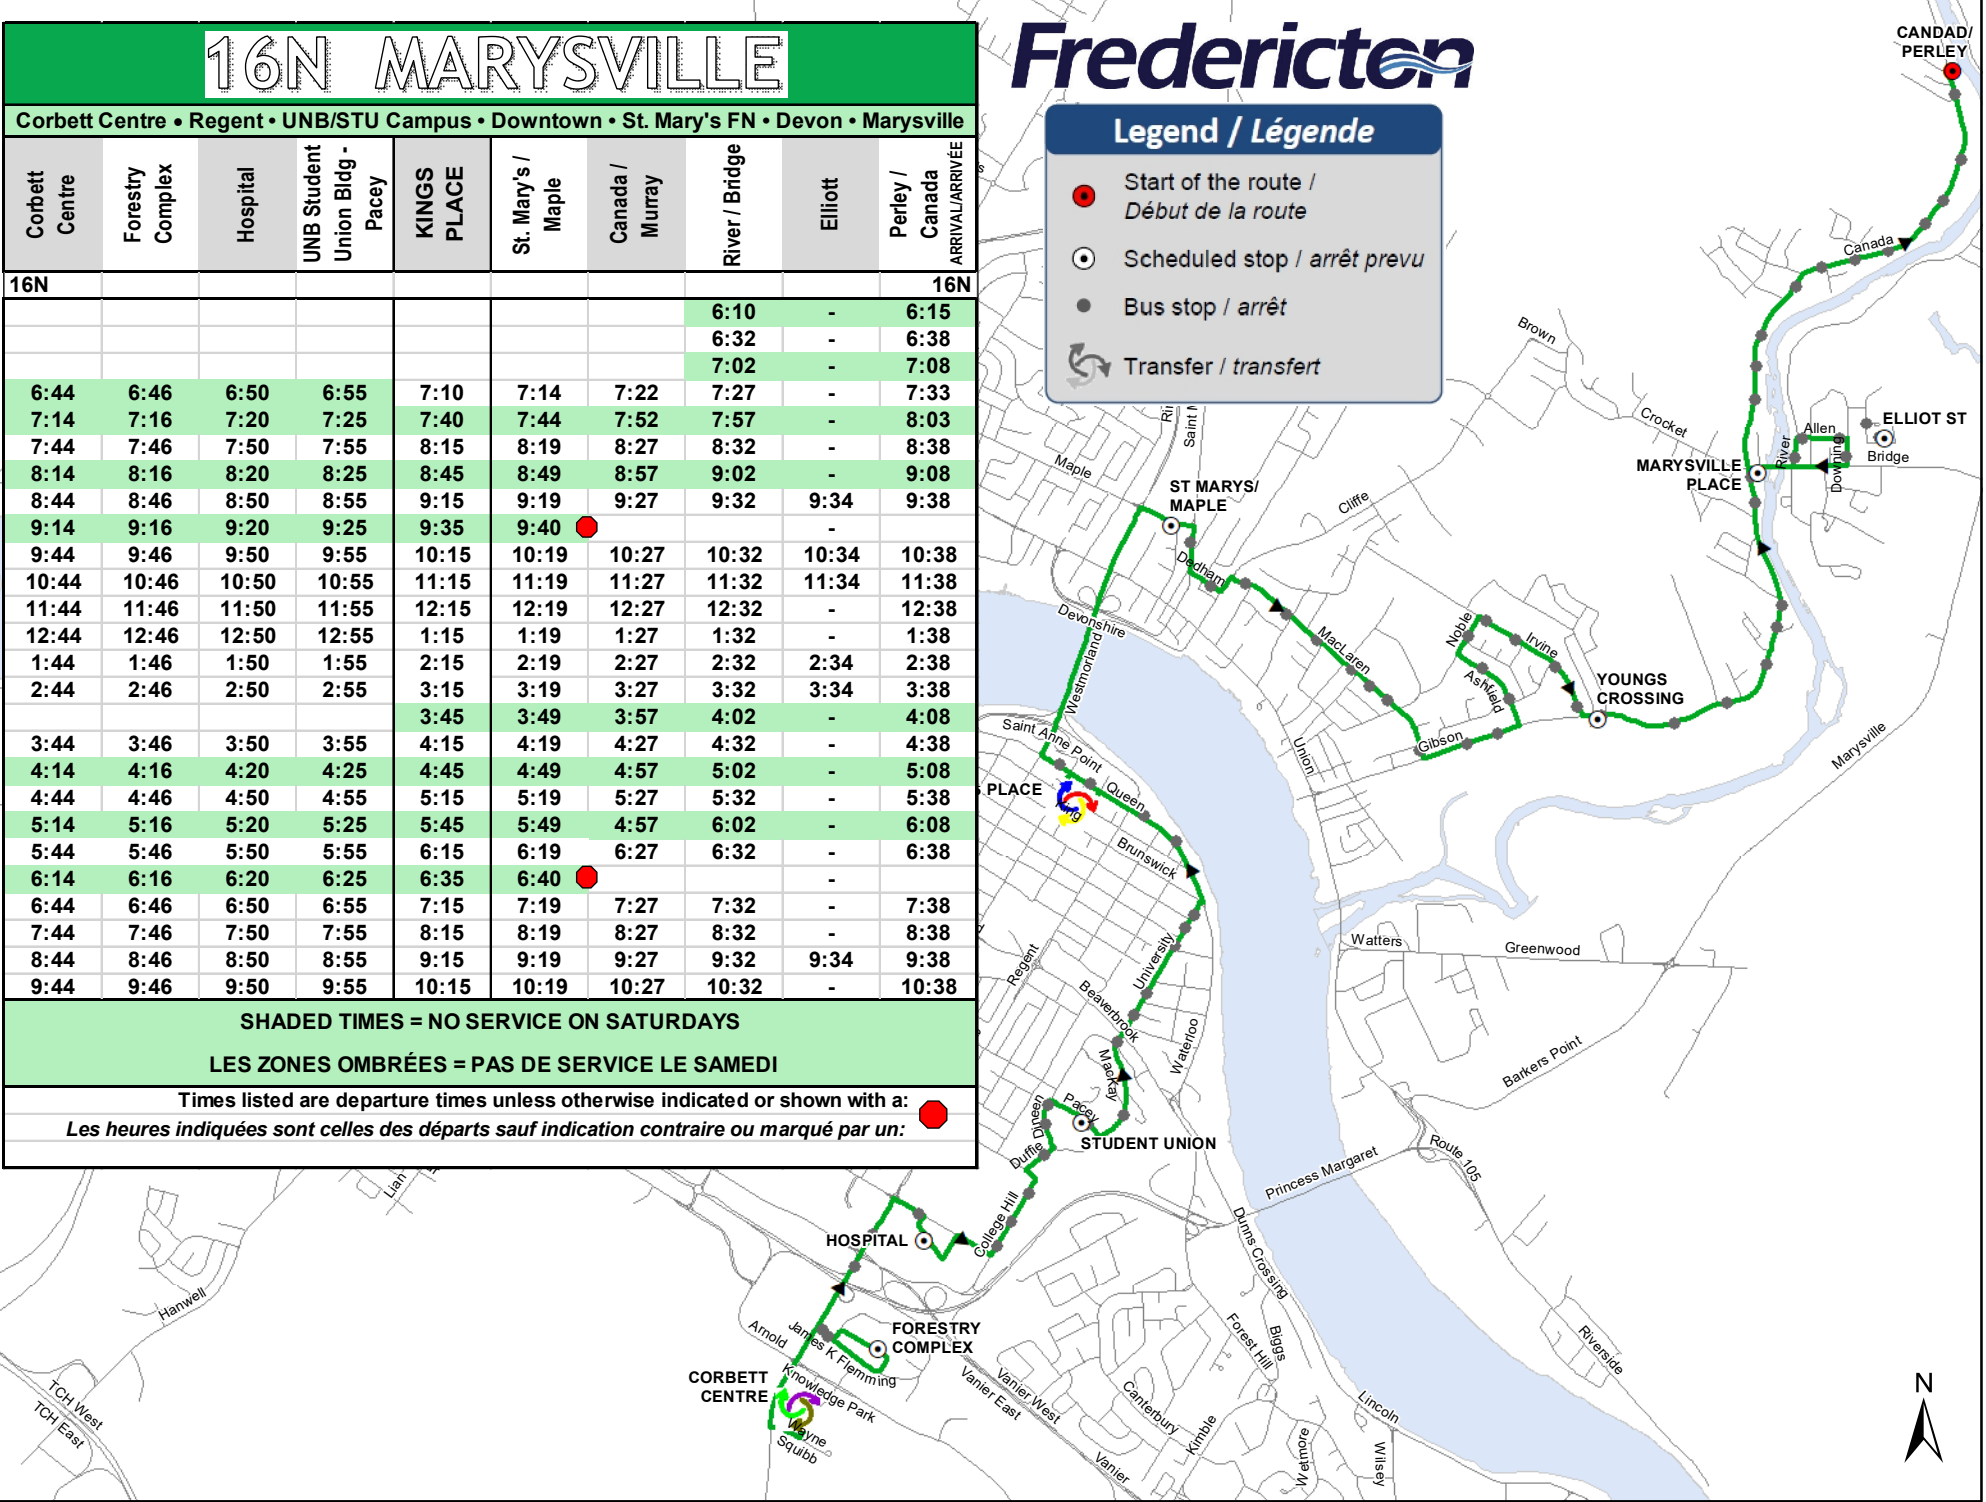 16N MARYSVILLE
Corbett Centre • Regent • UNB/STU Campus • Downtown • St. Mary's FN • Devon • Marysville
Corbett Centre
Forestry Complex
Hospital
UNB Student Union Bldg - Pacey
KINGS PLACE
St. Mary's / Maple
Canada / Murray
River / Bridge
Elliott
Perley / Canada ARRIVAL/ARRIVÉE
16N 16N
6:10 - 6:15
6:32 - 6:38
7:02 - 7:08
6:44 6:46 6:50 6:55 7:10 7:14 7:22 7:27 - 7:33
7:14 7:16 7:20 7:25 7:40 7:44 7:52 7:57 - 8:03
7:44 7:46 7:50 7:55 8:15 8:19 8:27 8:32 - 8:38
8:14 8:16 8:20 8:25 8:45 8:49 8:57 9:02 - 9:08
8:44 8:46 8:50 8:55 9:15 9:19 9:27 9:32 9:34 9:38
9:14 9:16 9:20 9:25 9:35 9:40 -
9:44 9:46 9:50 9:55 10:15 10:19 10:27 10:32 10:34 10:38
10:44 10:46 10:50 10:55 11:15 11:19 11:27 11:32 11:34 11:38
11:44 11:46 11:50 11:55 12:15 12:19 12:27 12:32 - 12:38
12:44 12:46 12:50 12:55 1:15 1:19 1:27 1:32 - 1:38
1:44 1:46 1:50 1:55 2:15 2:19 2:27 2:32 2:34 2:38
2:44 2:46 2:50 2:55 3:15 3:19 3:27 3:32 3:34 3:38
3:45 3:49 3:57 4:02 - 4:08
3:44 3:46 3:50 3:55 4:15 4:19 4:27 4:32 - 4:38
4:14 4:16 4:20 4:25 4:45 4:49 4:57 5:02 - 5:08
4:44 4:46 4:50 4:55 5:15 5:19 5:27 5:32 - 5:38
5:14 5:16 5:20 5:25 5:45 5:49 4:57 6:02 - 6:08
5:44 5:46 5:50 5:55 6:15 6:19 6:27 6:32 - 6:38
6:14 6:16 6:20 6:25 6:35 6:40 -
6:44 6:46 6:50 6:55 7:15 7:19 7:27 7:32 - 7:38
7:44 7:46 7:50 7:55 8:15 8:19 8:27 8:32 - 8:38
8:44 8:46 8:50 8:55 9:15 9:19 9:27 9:32 9:34 9:38
9:44 9:46 9:50 9:55 10:15 10:19 10:27 10:32 - 10:38
SHADED TIMES = NO SERVICE ON SATURDAYS
LES ZONES OMBRÉES = PAS DE SERVICE LE SAMEDI
Times listed are departure times unless otherwise indicated or shown with a:
Les heures indiquées sont celles des départs sauf indication contraire ou marqué par un:
Fredericton
Legend / Légende
Start of the route /
Début de la route
Scheduled stop / arrêt prevu
Bus stop / arrêt
Transfer / transfert
CANDAD/
PERLEY
Canada
Brown
Crocket
ELLIOT ST
Allen
River
Downing
Bridge
MARYSVILLE
PLACE
Maple
Saint M
Ri
ST MARYS/
MAPLE
Cliffe
Dedham
Devonshire
Westmorland
MacLaren
Noble
Irvine
Ashfield
Gibson
YOUNGS
CROSSING
Marysville
Union
Saint Anne Point
PLACE
King
Queen
Brunswick
Regent
University
Beaverbrook
Waterloo
MacKay
Watters
Greenwood
Barkers Point
Pacey
Dineen
Duffie
STUDENT UNION
College Hill
Princess Margaret
Route 105
Riverside
Dunns Crossing
Lian
Hanwell
HOSPITAL
Arnold
James K Flemming
FORESTRY
COMPLEX
CORBETT
CENTRE
Knowledge Park
Wayne
Squibb
Vanier West
Vanier East
Vanier
Forest Hill
Biggs
Canterbury
Kimble
Wetmore
Wilsey
Lincoln
TCH West
TCH East
N